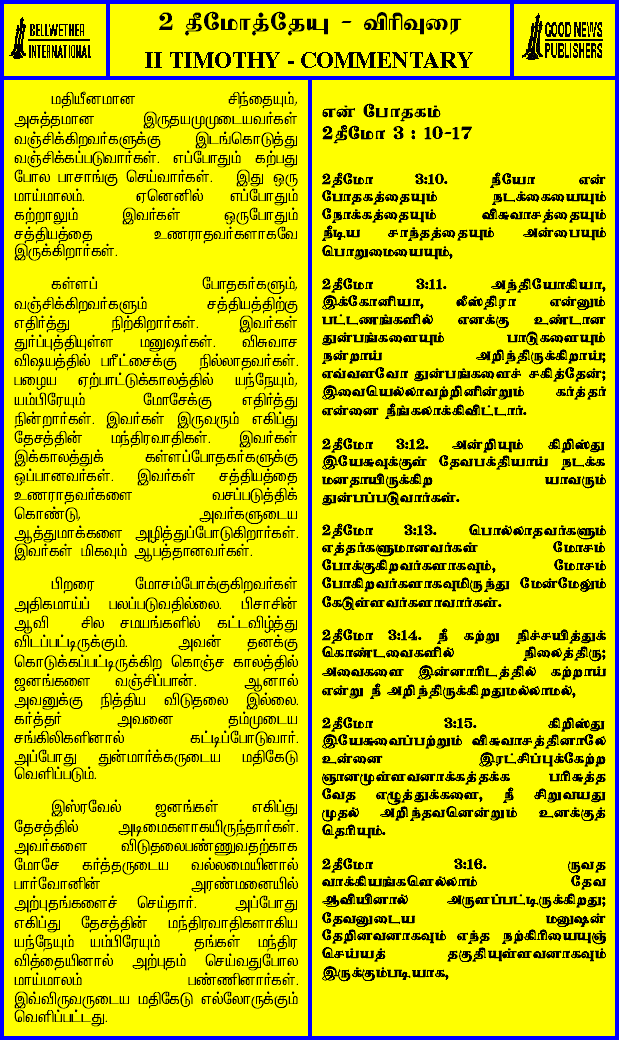 BELLWETHER
INTERNATIONAL
2 தீமோத்தேயு - விரிவுரை
II TIMOTHY - COMMENTARY
GOOD NEWS
PUBLISHERS
மதியீனமான சிந்தையும்,
அசுத்தமான இருதயமுமுடையவர்கள்
வஞ்சிக்கிறவர்களுக்கு இடங்கொடுத்து
வஞ்சிக்கப்படுவார்கள். எப்போதும் கற்பது
போல பாசாங்கு செய்வார்கள். இது ஒரு
மாய்மாலம். ஏனெனில் எப்போதும்
கற்றாலும் இவர்கள் ஒருபோதும்
சத்தியத்தை உணராதவர்களாகவே
இருக்கிறார்கள்.
கள்ளப் போதகர்களும்,
வஞ்சிக்கிறவர்களும் சத்தியத்திற்கு
எதிர்த்து நிற்கிறார்கள். இவர்கள்
துர்ப்புத்தியுள்ள மனுஷர்கள். விசுவாச
விஷயத்தில் பரீட்சைக்கு நில்லாதவர்கள்.
பழைய ஏற்பாட்டுக்காலத்தில் யந்நேயும்,
யம்பிரேயும் மோசேக்கு எதிர்த்து
நின்றார்கள். இவர்கள் இருவரும் எகிப்து
தேசத்தின் மந்திரவாதிகள். இவர்கள்
இக்காலத்துக் கள்ளப்போதகர்களுக்கு
ஒப்பானவர்கள். இவர்கள் சத்தியத்தை
உணராதவர்களை வசப்படுத்திக்
கொண்டு, அவர்களுடைய
ஆத்துமாக்களை அழித்துப்போடுகிறார்கள்.
இவர்கள் மிகவும் ஆபத்தானவர்கள்.
பிறரை மோசம்போக்குகிறவர்கள்
அதிகமாய்ப் பலப்படுவதில்லை. பிசாசின்
ஆவி சில சமயங்களில் கட்டவிழ்த்து
விடப்பட்டிருக்கும். அவன் தனக்கு
கொடுக்கப்பட்டிருக்கிற கொஞ்ச காலத்தில்
ஜனங்களை வஞ்சிப்பான். ஆனால்
அவனுக்கு நித்திய விடுதலை இல்லை.
கர்த்தர் அவனை தம்முடைய
சங்கிலிகளினால் கட்டிப்போடுவார்.
அப்போது துன்மார்க்கருடைய மதிகேடு
வெளிப்படும்.
இஸ்ரவேல் ஜனங்கள் எகிப்து
தேசத்தில் அடிமைகளாகயிருந்தார்கள்.
அவர்களை விடுதலைபண்ணுவதற்காக
மோசே கர்த்தருடைய வல்லமையினால்
பார்வோனின் அரண்மனையில்
அற்புதங்களைச் செய்தார். அப்போது
எகிப்து தேசத்தின் மந்திரவாதிகளாகிய
யந்நேயும் யம்பிரேயும் தங்கள் மந்திர
வித்தையினால் அற்புதம் செய்வதுபோல
மாய்மாலம் பண்ணினார்கள்.
இவ்விருவருடைய மதிகேடு எல்லோருக்கும்
வெளிப்பட்டது.
என் போதகம்
2தீமோ 3 : 10-17
2தீமோ 3:10. நீயோ என்
போதகத்தையும் நடக்கையையும்
நோக்கத்தையும் விசுவாசத்தையும்
நீடிய சாந்தத்தையும் அன்பையும்
பொறுமையையும்,
2தீமோ 3:11. அந்தியோகியா,
இக்கோனியா, லீஸ்திரா என்னும்
பட்டணங்களில் எனக்கு உண்டான
துன்பங்களையும் பாடுகளையும்
நன்றாய் அறிந்திருக்கிறாய்;
எவ்வளவோ துன்பங்களைச் சகித்தேன்;
இவையெல்லாவற்றினின்றும் கர்த்தர்
என்னை நீங்கலாக்கிவிட்டார்.
2தீமோ 3:12. அன்றியும் கிறிஸ்து
இயேசுவுக்குள் தேவபக்தியாய் நடக்க
மனதாயிருக்கிற யாவரும்
துன்பப்படுவார்கள்.
2தீமோ 3:13. பொல்லாதவர்களும்
எத்தர்களுமானவர்கள் மோசம்
போக்குகிறவர்களாகவும், மோசம்
போகிறவர்களாகவுமிருந்து மேன்மேலும்
கேடுள்ளவர்களாவார்கள்.
2தீமோ 3:14. நீ கற்று நிச்சயித்துக்
கொண்டவைகளில் நிலைத்திரு;
அவைகளை இன்னாரிடத்தில் கற்றாய்
என்று நீ அறிந்திருக்கிறதுமல்லாமல்,
2தீமோ 3:15. கிறிஸ்து
இயேசுவைப்பற்றும் விசுவாசத்தினாலே
உன்னை இரட்சிப்புக்கேற்ற
ஞானமுள்ளவனாக்கத்தக்க பரிசுத்த
வேத எழுத்துக்களை, நீ சிறுவயது
முதல் அறிந்தவனென்றும் உனக்குத்
தெரியும்.
2தீமோ 3:16. ருவத
வாக்கியங்களெல்லாம் தேவ
ஆவியினால் அருளப்பட்டிருக்கிறது;
தேவனுடைய மனுஷன்
தேறினவனாகவும் எந்த நற்கிரியையுஞ்
செய்யத் தகுதியுள்ளவனாகவும்
இருக்கும்படியாக,